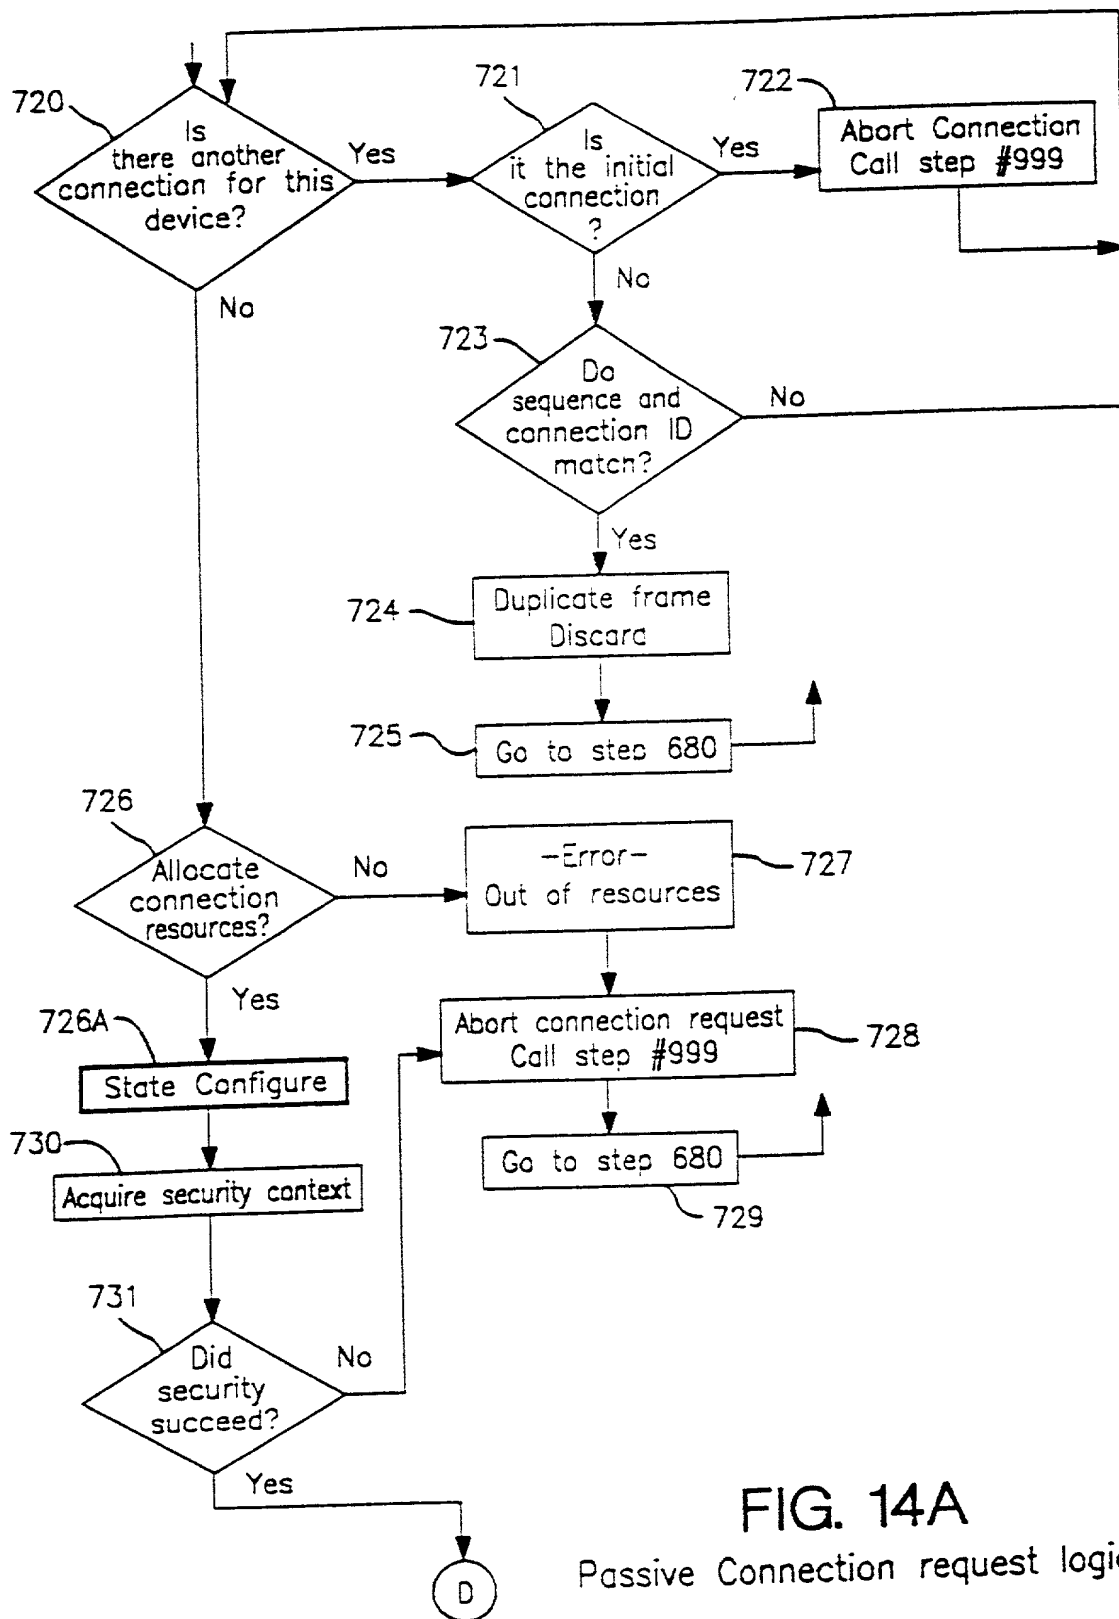 720
Is
there another
connection for this
device?
Yes
No
721
Is
it the initial
connection
?
Yes
No
722
Abort Connection
Call step #999
723
Do
sequence and
connection ID
match?
No
Yes
724
Duplicate frame
Discard
725
Go to step 680
726
Allocate
connection
resources?
No
Yes
-Error-
Out of resources
727
726A
State Configure
Abort connection request
Call step #999
728
730
Acquire security context
Go to step 680
729
731
Did
security
succeed?
No
Yes
D
FIG. 14A
Passive Connection request logic